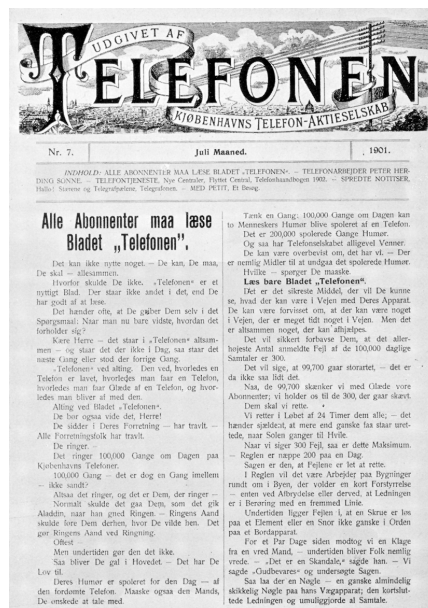 UDGIVET AF
TELEFONEN
KJØBENHAVNS TELEFON-AKTIESELSKAB
Nr. 7.
Juli Maaned.
1901.
INDHOLD: ALLE ABONNENTER MAA LÆSE BLADET „TELEFONEN“. — TELEFONARBEJDER PETER HER-
DING SONNE. — TELEFONTJENESTE, Nye Centraler, Flyttet Central, Telefonhaandbogen 1902. — SPREDTE NOTITSER,
Hallo! Støvene og Telegrafpælene, Telegrafonen. — MED PETIT, Et Besøg.
Alle Abonnenter maa læse
Bladet „Telefonen“.
Det kan ikke nytte noget. — De kan, De maa,
De skal — allesammen.
Hvorfor skulde De ikke. „Telefonen“ er et
nyttigt Blad. Der staar ikke andet i det, end De
har godt af at læse.
Det hænder ofte, at De gruber Dem selv i det
Spørgsmaal: Naar man nu bare vidste, hvordan det
forholder sig?
Kære Herre — det staar i „Telefonen“ altsam-
men — og staar det der ikke i Dag, saa staar det
næste Gang eller stod der forrige Gang.
„Telefonen“ ved alting. Den ved, hvorledes en
Telefon er lavet, hvorledes man faar en Telefon,
hvorledes man faar Glæde af en Telefon, og hvor-
ledes man bliver af med den.
Alting ved Bladet „Telefonen“.
De bør ogsaa vide det, Herre!
De sidder i Deres Forretning — har travlt. —
Alle Forretningsfolk har travlt.
De ringer. —
Det ringer 100,000 Gange om Dagen paa
Kjøbenhavns Telefoner.
100,000 Gang — det er dog en Gang imellem
— ikke sandt?
Altsaa det ringer, og det er Dem, der ringer —
Normalt skulde det gaa Dem, som det gik
Aladdin, naar han gned Ringen. — Ringens Aand
skulde føre Dem derhen, hvor De vilde hen. Det
gør Ringens Aand ved Ringning.
Oftest —
Men undertiden gør den det ikke.
Saa bliver De gal i Hovedet. — Det har De
Lov til.
Deres Humør er spoleret for den Dag — af
den fordomte Telefon. Maaske ogsaa den Mands,
De ønskede at tale med.
Tænk en Gang: 100,000 Gange om Dagen kan
to Menneskers Humør blive spoleret af en Telefon.
Det er 200,000 spolerede Gange Humør.
Og saa har Telefonselskabet alligevel Venner.
De kan være overbevist om, det har vi. — Der
er nemlig Midler til at undgaa det spolerede Humør.
Hvilke — spørger De maaske.
Læs bare Bladet „Telefonen“.
Det er det sikreste Middel, der vil De kunne
se, hvad der kan være i Vejen med Deres Apparat.
De kan være forvisset om, at der kan være noget
i Vejen, der er meget tidt noget i Vejen. Men det
er altsammen noget, der kan afhjælpes.
Det vil sikkert forbavse Dem, at det aller-
højeste Antal anmeldte Fejl af de 100,000 daglige
Samtaler er 300.
Det vil sige, at 99,700 gaar storartet, — det er
da ikke saa lidt det.
Naa, de 99,700 skænker vi med Glæde vore
Abonnenter; vi holder os til de 300, der gaar skævt.
Dem skal vi rette.
Vi retter i Løbet af 24 Timer dem alle; — det
hænder sjældent, at mere end ganske faa staar uret-
tede, naar Solen ganger til Hvile.
Naar vi siger 300 Fejl, saa er dette Maximum.
— Reglen er næppe 200 paa en Dag.
Sagen er den, at Fejlene er let at rette.
I Reglen vil det være Arbejder paa Bygninger
rundt om i Byen, der volder en kort Forstyrrelse
— enten ved Afbrydelse eller derved, at Ledningen
er i Berøring med en fremmed Linie.
Undertiden ligger Fejlen i, at en Skrue er løs
paa et Element eller en Snor ikke ganske i Orden
paa et Bordapparat.
For et Par Dage siden modtog vi en Klage
fra en vred Mand, — undertiden bliver Folk nemlig
vrede. — „Det er en Skandale,“ sagde han. — Vi
sagde „Gudbevares“ og undersøgte Sagen.
Saa laa der en Nøgle — en ganske almindelig
skikkelig Nøgle paa hans Vægapparat; den kortslut-
tede Ledningen og umuliggjorde al Samtale.